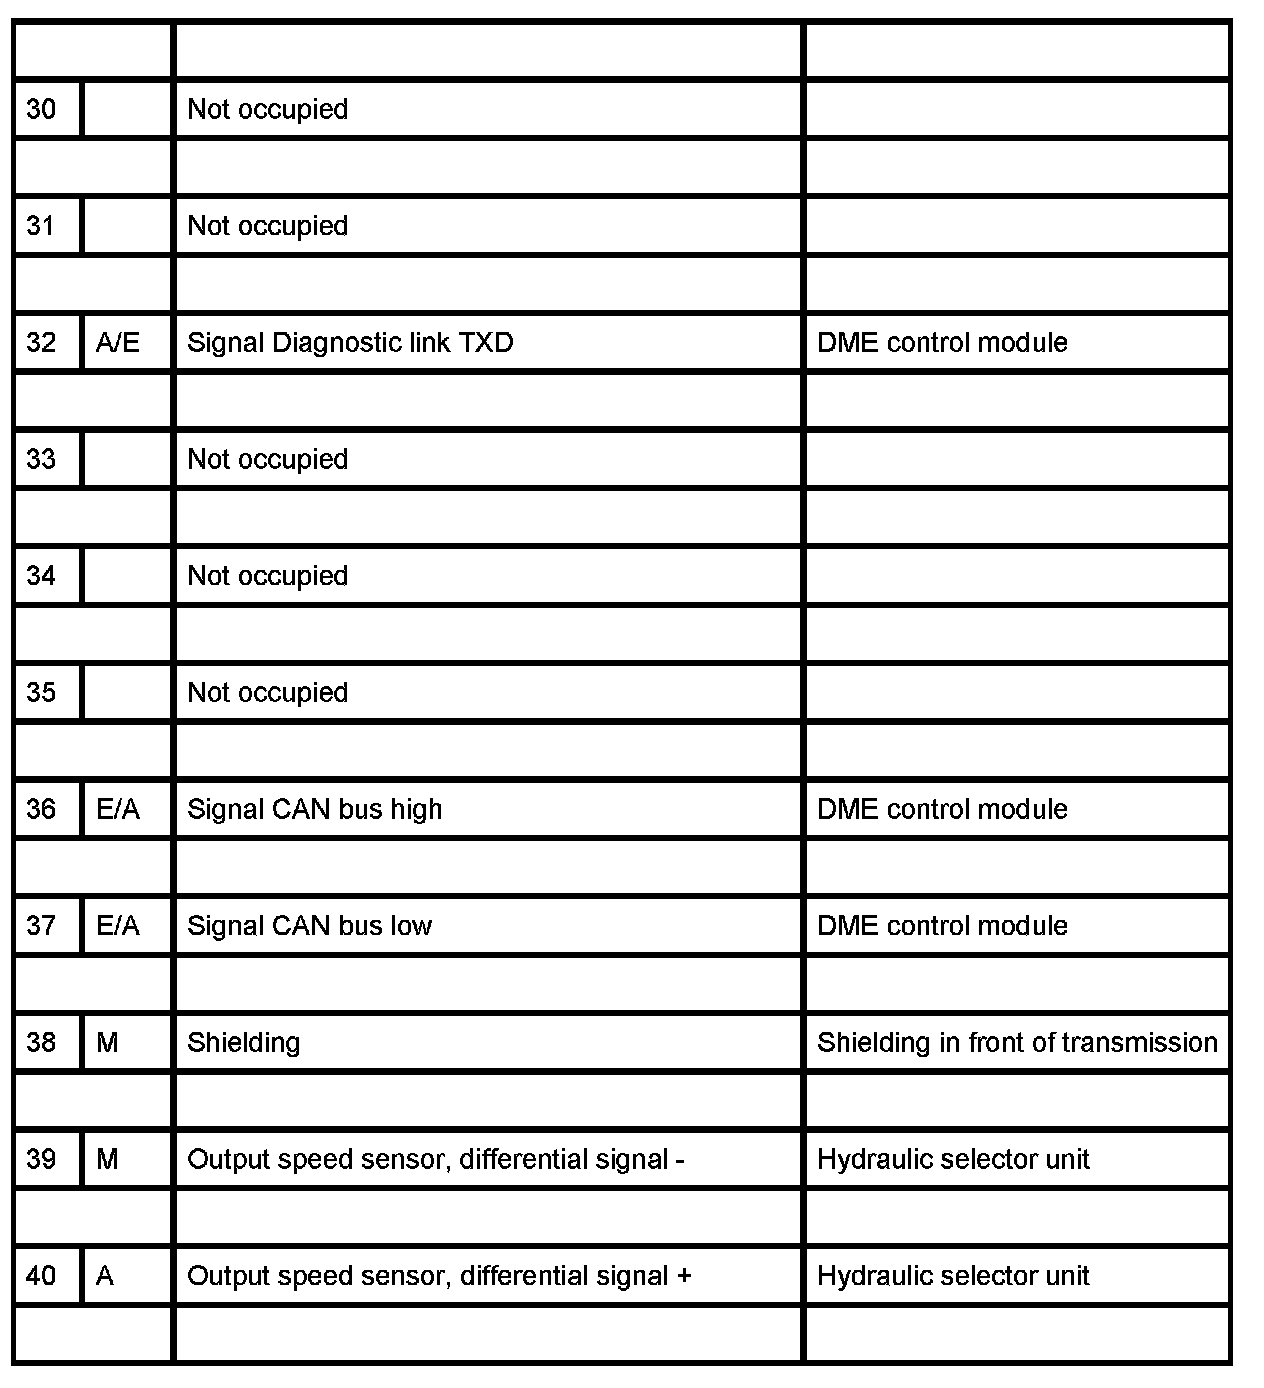 30 Not occupied
31 Not occupied
32 A/E Signal Diagnostic link TXD DME control module
33 Not occupied
34 Not occupied
35 Not occupied
36 E/A Signal CAN bus high DME control module
37 E/A Signal CAN bus low DME control module
38 M Shielding Shielding in front of transmission
39 M Output speed sensor, differential signal - Hydraulic selector unit
40 A Output speed sensor, differential signal + Hydraulic selector unit